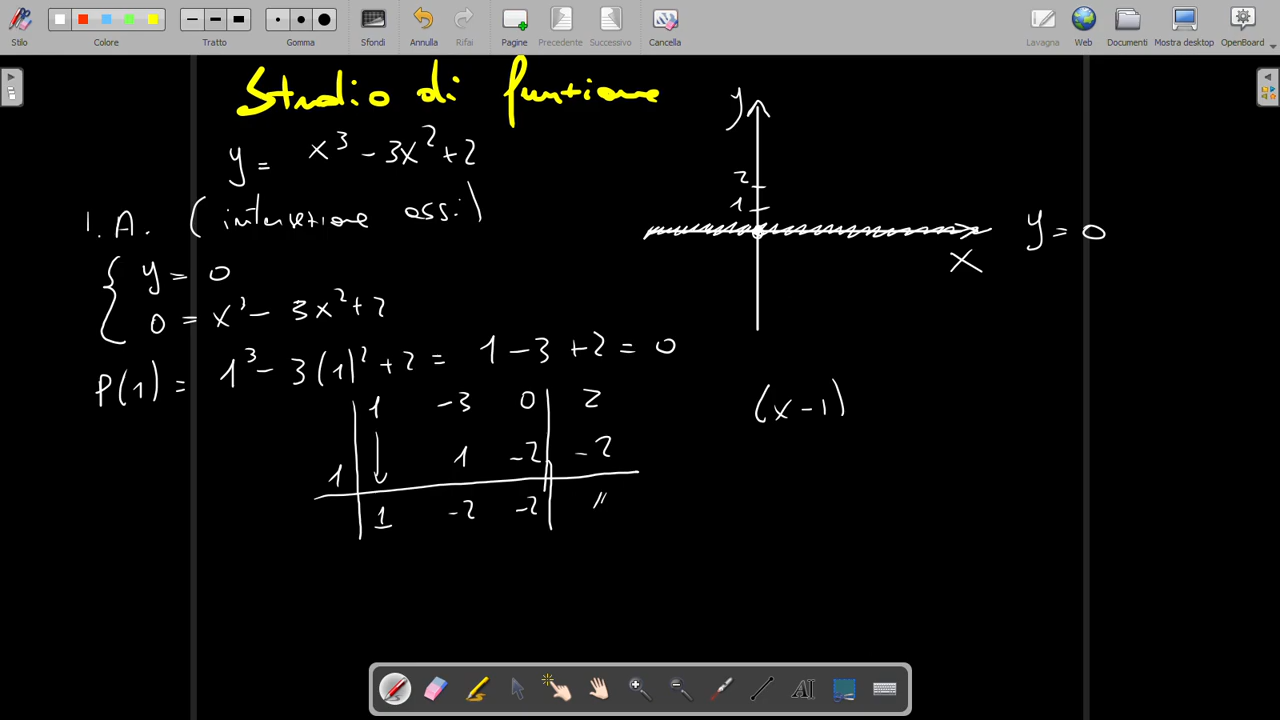 Stilo Colore Tratto Gomma Sfondi Annulla Rifai Pagine Precedente Successivo Cancella Lavagna Web Documenti Mostra desktop OpenBoard
Studio di funzione
y = x³ - 3x² + 2
I.A. (intersezione assi)
{ y = 0
0 = x³ - 3x² + 2
P(1) = 1³ - 3(1)² + 2 = 1 - 3 + 2 = 0
1 -3 0 2
1 1 -2 -2
1 -2 -2 //
y
2
1
x
y = 0
(x - 1)